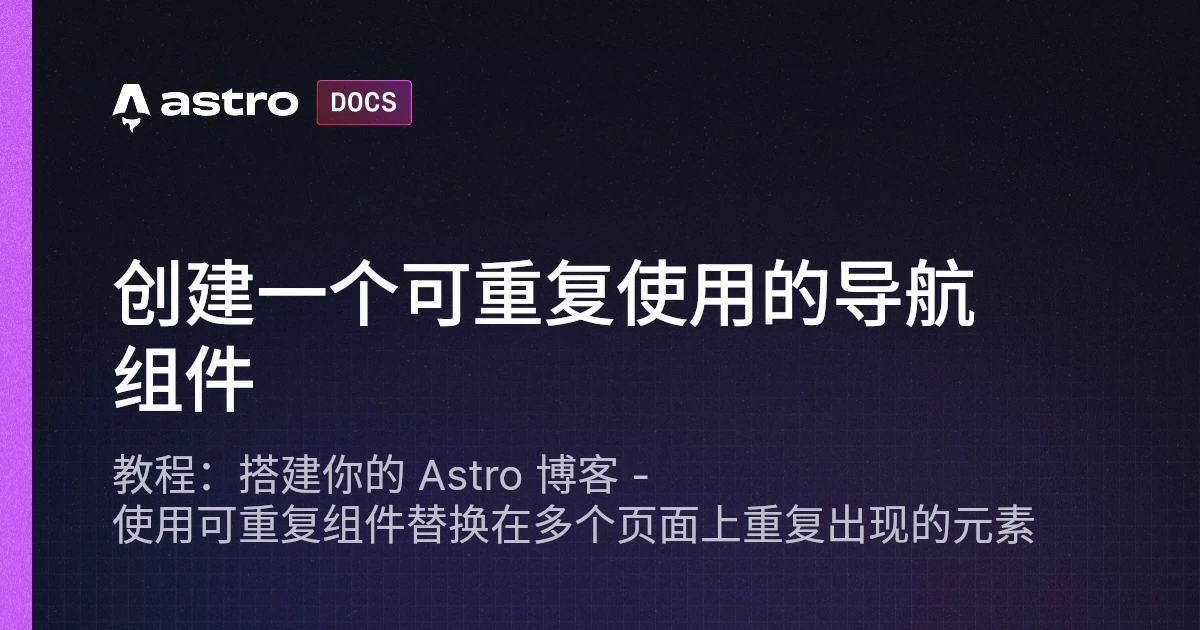 astro DOCS
创建一个可重复使用的导航
组件
教程：搭建你的 Astro 博客 -
使用可重复组件替换在多个页面上重复出现的元素